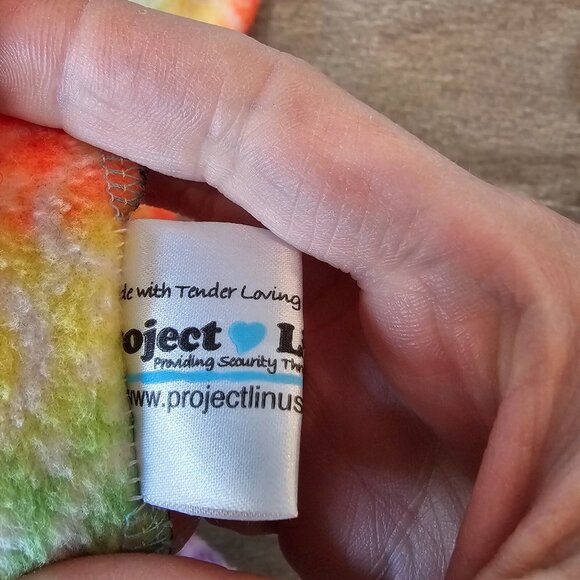 de with Tender Loving
roject L
Providing Security Thr
www.projectlinus